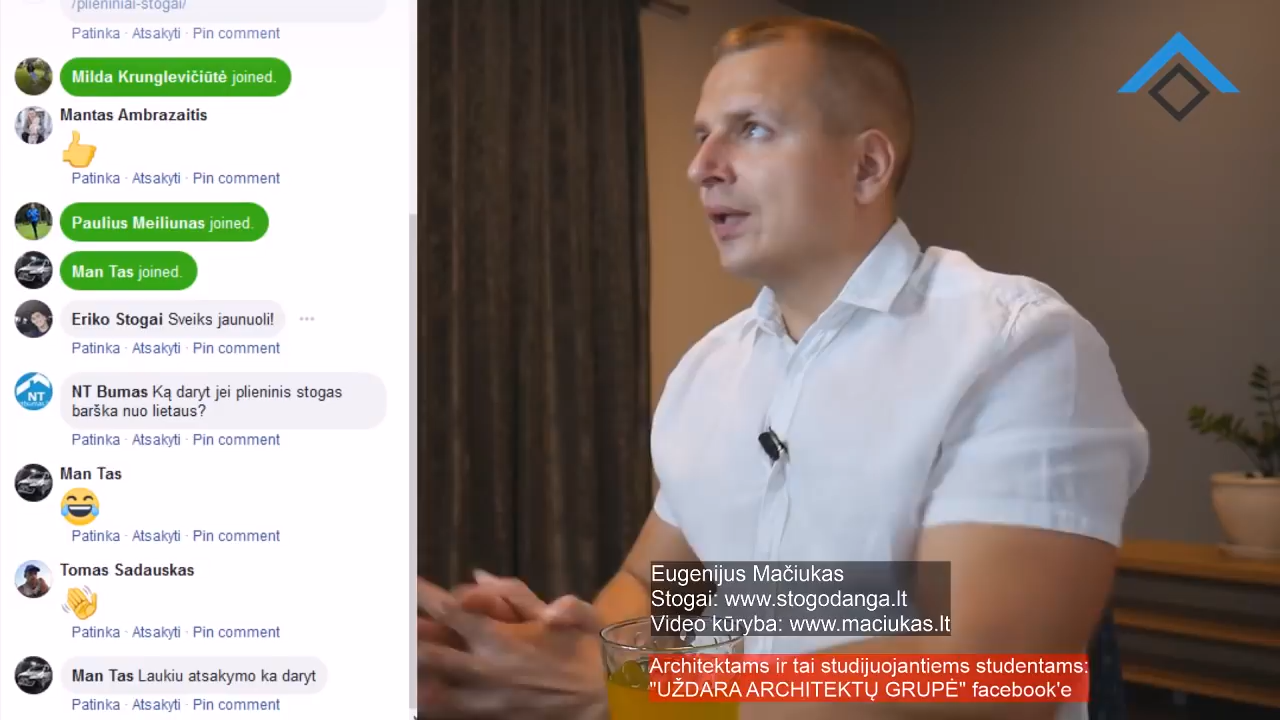 /plieniniai-stogai/
Patinka · Atsakyti · Pin comment
Milda Krunglevičiūtė joined.
Mantas Ambrazaitis
Patinka · Atsakyti · Pin comment
Paulius Meiliunas joined.
Man Tas joined.
Eriko Stogai Sveiks jaunuoli!
Patinka · Atsakyti · Pin comment
NT Bumas Ką daryt jei plieninis stogas
barška nuo lietaus?
Patinka · Atsakyti · Pin comment
Man Tas
Patinka · Atsakyti · Pin comment
Tomas Sadauskas
Patinka · Atsakyti · Pin comment
Man Tas Laukiu atsakymo ka daryt
Patinka · Atsakyti · Pin comment
NT
Eugenijus Mačiukas
Stogai: www.stogodanga.lt
Video kūryba: www.maciukas.lt
Architektams ir tai studijuojantiems studentams:
"UŽDARA ARCHITEKTŲ GRUPĖ" facebook'e